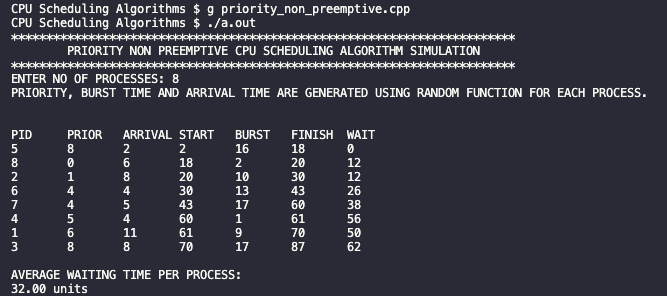 CPU Scheduling Algorithms $ g priority_non_preemptive.cpp
CPU Scheduling Algorithms $ ./a.out
************************************************************************
PRIORITY NON PREEMPTIVE CPU SCHEDULING ALGORITHM SIMULATION
************************************************************************
ENTER NO OF PROCESSES: 8
PRIORITY, BURST TIME AND ARRIVAL TIME ARE GENERATED USING RANDOM FUNCTION FOR EACH PROCESS.
PID PRIOR ARRIVAL START BURST FINISH WAIT
5 8 2 2 16 18 0
8 0 6 18 2 20 12
2 1 8 20 10 30 12
6 4 4 30 13 43 26
7 4 5 43 17 60 38
4 5 4 60 1 61 56
1 6 11 61 9 70 50
3 8 8 70 17 87 62
AVERAGE WAITING TIME PER PROCESS:
32.00 units